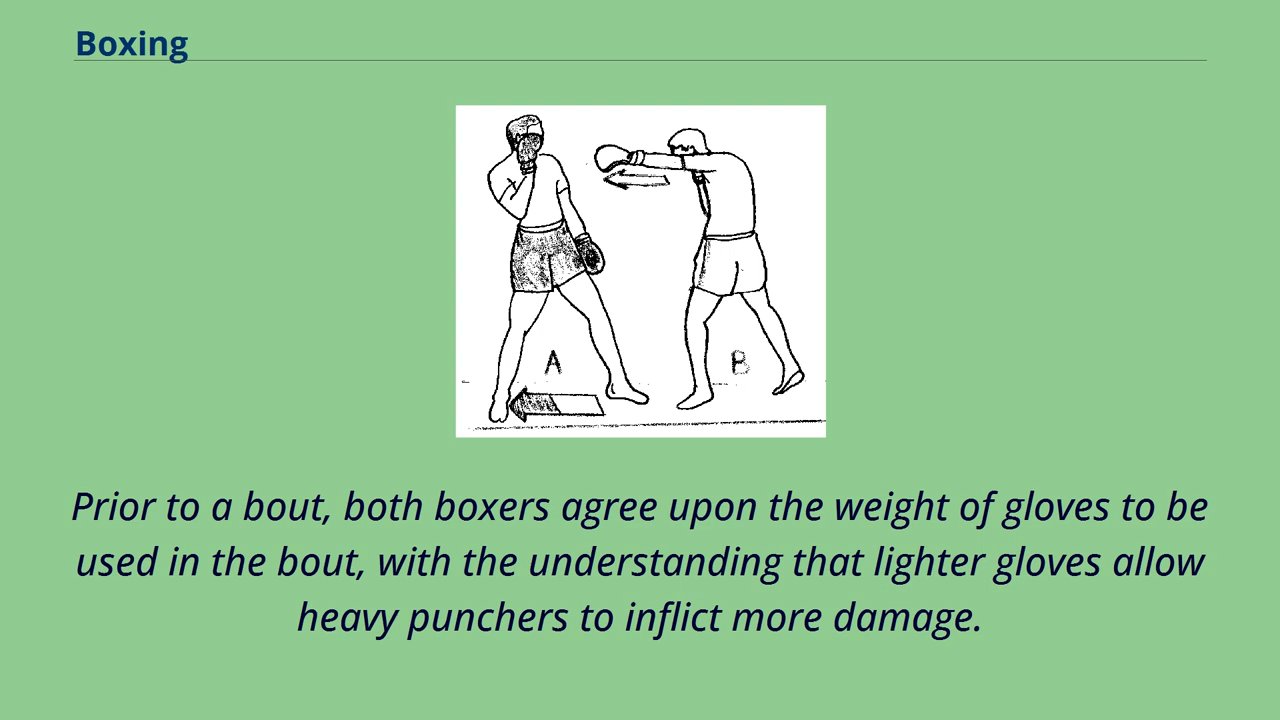 Boxing
A
B
Prior to a bout, both boxers agree upon the weight of gloves to be
used in the bout, with the understanding that lighter gloves allow
heavy punchers to inflict more damage.